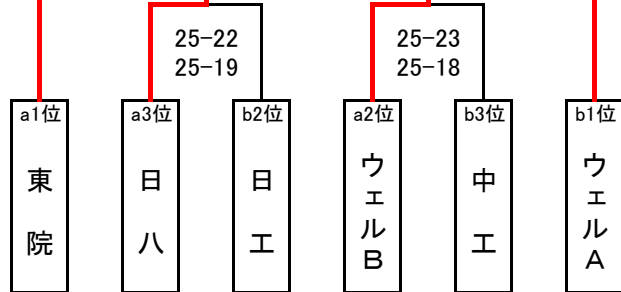 25-22
25-19
25-23
25-18
a1位
a3位
b2位
a2位
b3位
b1位
東院
日八
日工
ウェルB
中工
ウェルA